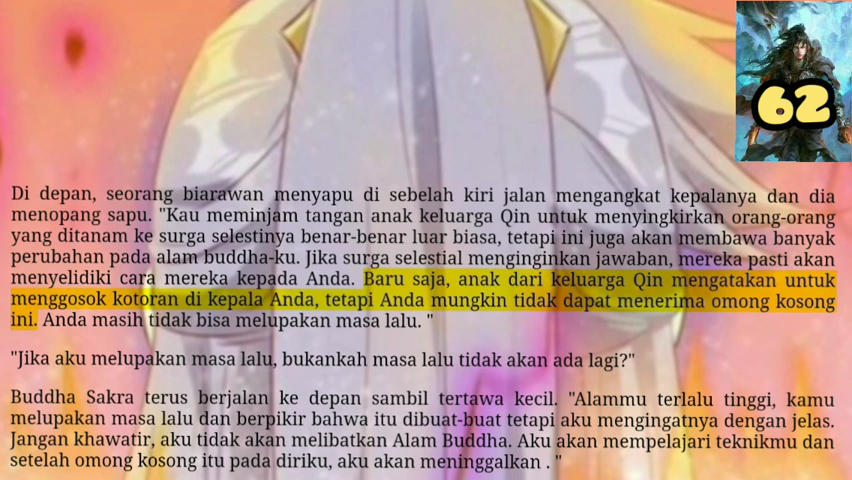 62
Di depan, seorang biarawan menyapu di sebelah kiri jalan mengangkat kepalanya dan dia
menopang sapu. "Kau meminjam tangan anak keluarga Qin untuk menyingkirkan orang-orang
yang ditanam ke surga selestinya benar-benar luar biasa, tetapi ini juga akan membawa banyak
perubahan pada alam buddha-ku. Jika surga selestial menginginkan jawaban, mereka pasti akan
menyelidiki cara mereka kepada Anda. Baru saja, anak dari keluarga Qin mengatakan untuk
menggosok kotoran di kepala Anda, tetapi Anda mungkin tidak dapat menerima omong kosong
ini. Anda masih tidak bisa melupakan masa lalu. "
"Jika aku melupakan masa lalu, bukankah masa lalu tidak akan ada lagi?"
Buddha Sakra terus berjalan ke depan sambil tertawa kecil. "Alammu terlalu tinggi, kamu
melupakan masa lalu dan berpikir bahwa itu dibuat-buat tetapi aku mengingatnya dengan jelas.
Jangan khawatir, aku tidak akan melibatkan Alam Buddha. Aku akan mempelajari teknikmu dan
setelah omong kosong itu pada diriku, aku akan meninggalkan . "